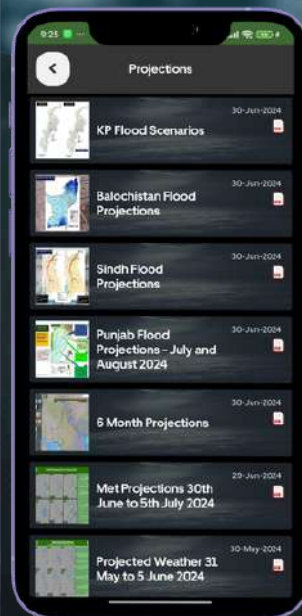 9:25
Projections
30-Jun-2024
KP Flood Scenarios
30-Jun-2024
Balochistan Flood
Projections
30-Jun-2024
Sindh Flood
Projections
30-Jun-2024
Punjab Flood
Projections – July and
August 2024
30-Jun-2024
6 Month Projections
29-Jun-2024
Met Projections 30th
June to 5th July 2024
30-May-2024
Projected Weather 31
May to 5 June 2024